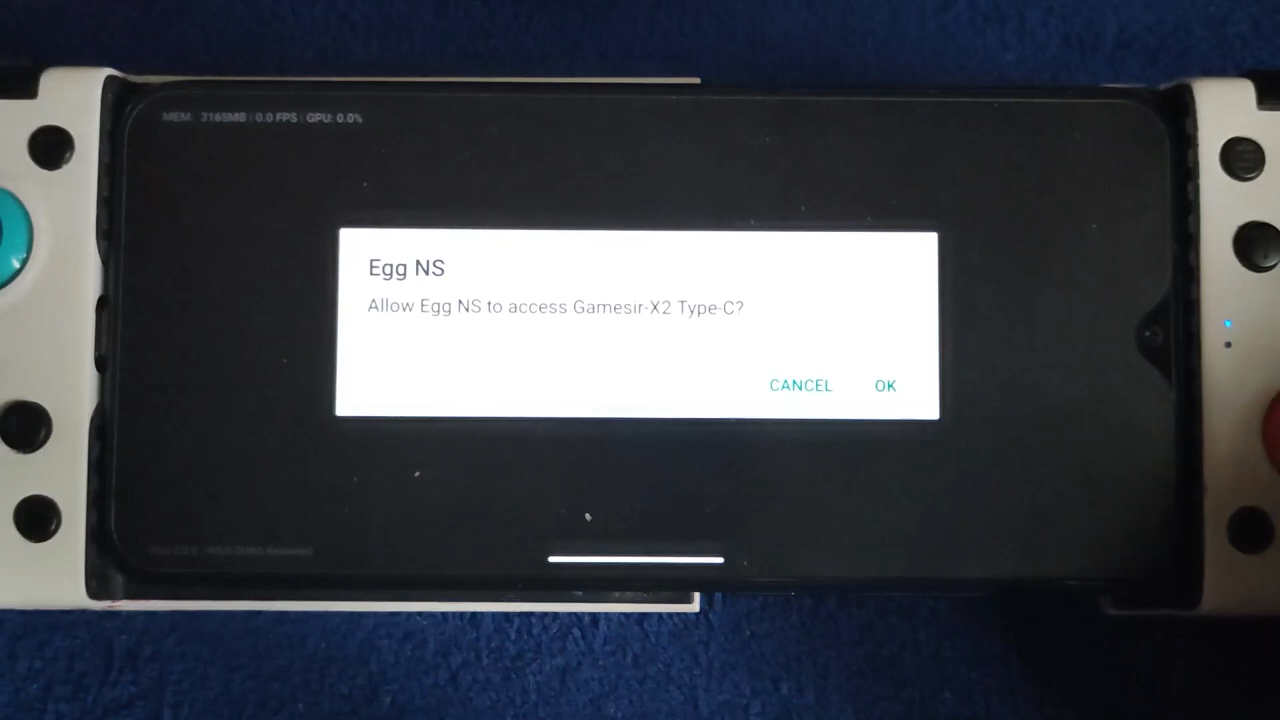 MEM: 3165MB | 0.0 FPS | GPU: 0.0%
Egg NS
Allow Egg NS to access Gamesir-X2 Type-C?
CANCEL OK